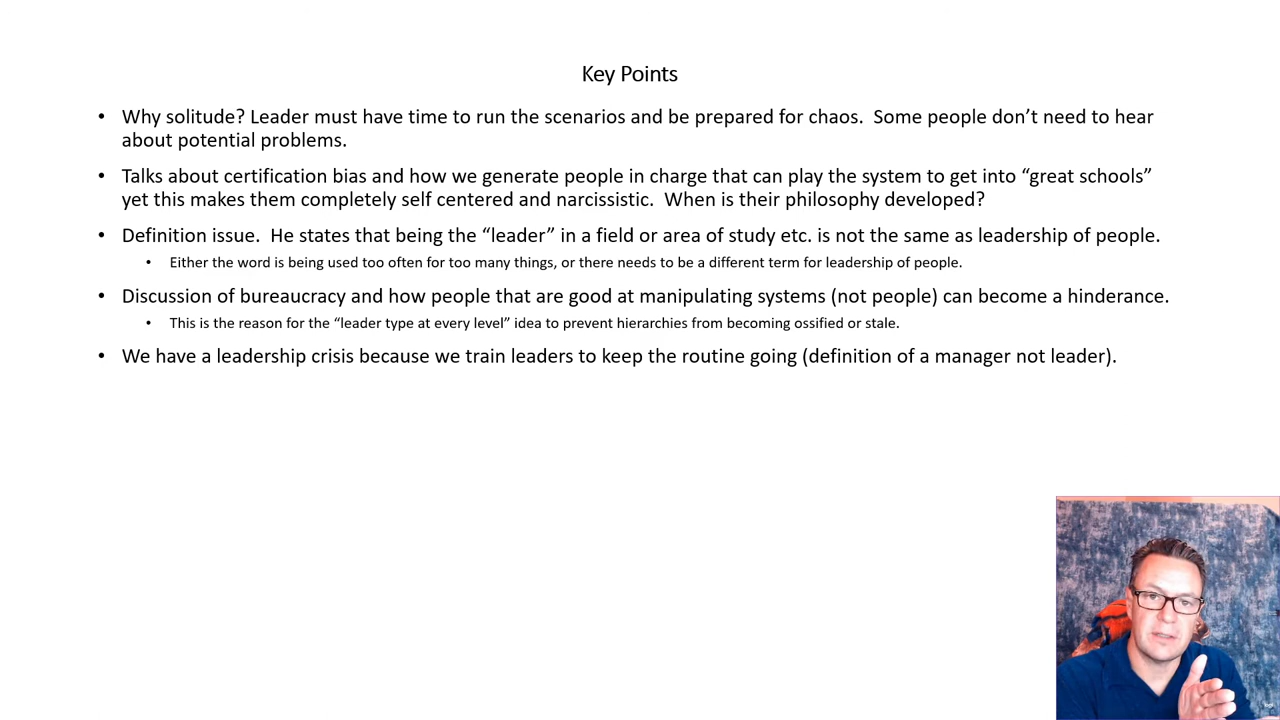 Key Points
• Why solitude? Leader must have time to run the scenarios and be prepared for chaos.  Some people don’t need to hear
about potential problems.
• Talks about certification bias and how we generate people in charge that can play the system to get into “great schools”
yet this makes them completely self centered and narcissistic.  When is their philosophy developed?
• Definition issue.  He states that being the “leader” in a field or area of study etc. is not the same as leadership of people.
• Either the word is being used too often for too many things, or there needs to be a different term for leadership of people.
• Discussion of bureaucracy and how people that are good at manipulating systems (not people) can become a hinderance.
• This is the reason for the “leader type at every level” idea to prevent hierarchies from becoming ossified or stale.
• We have a leadership crisis because we train leaders to keep the routine going (definition of a manager not leader).